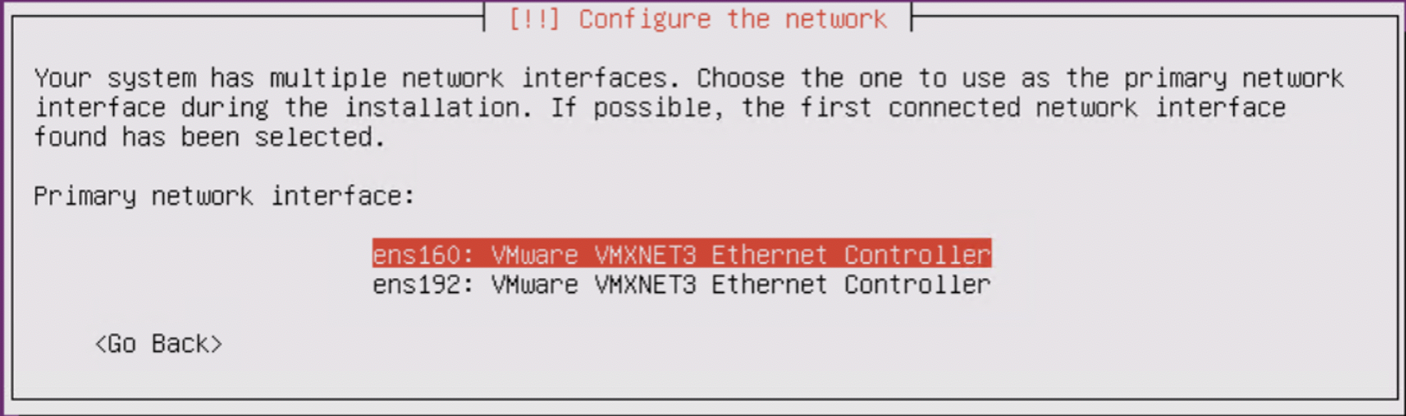 [!!] Configure the network
Your system has multiple network interfaces. Choose the one to use as the primary network
interface during the installation. If possible, the first connected network interface
found has been selected.
Primary network interface:
ens160: VMware VMXNET3 Ethernet Controller
ens192: VMware VMXNET3 Ethernet Controller
<Go Back>